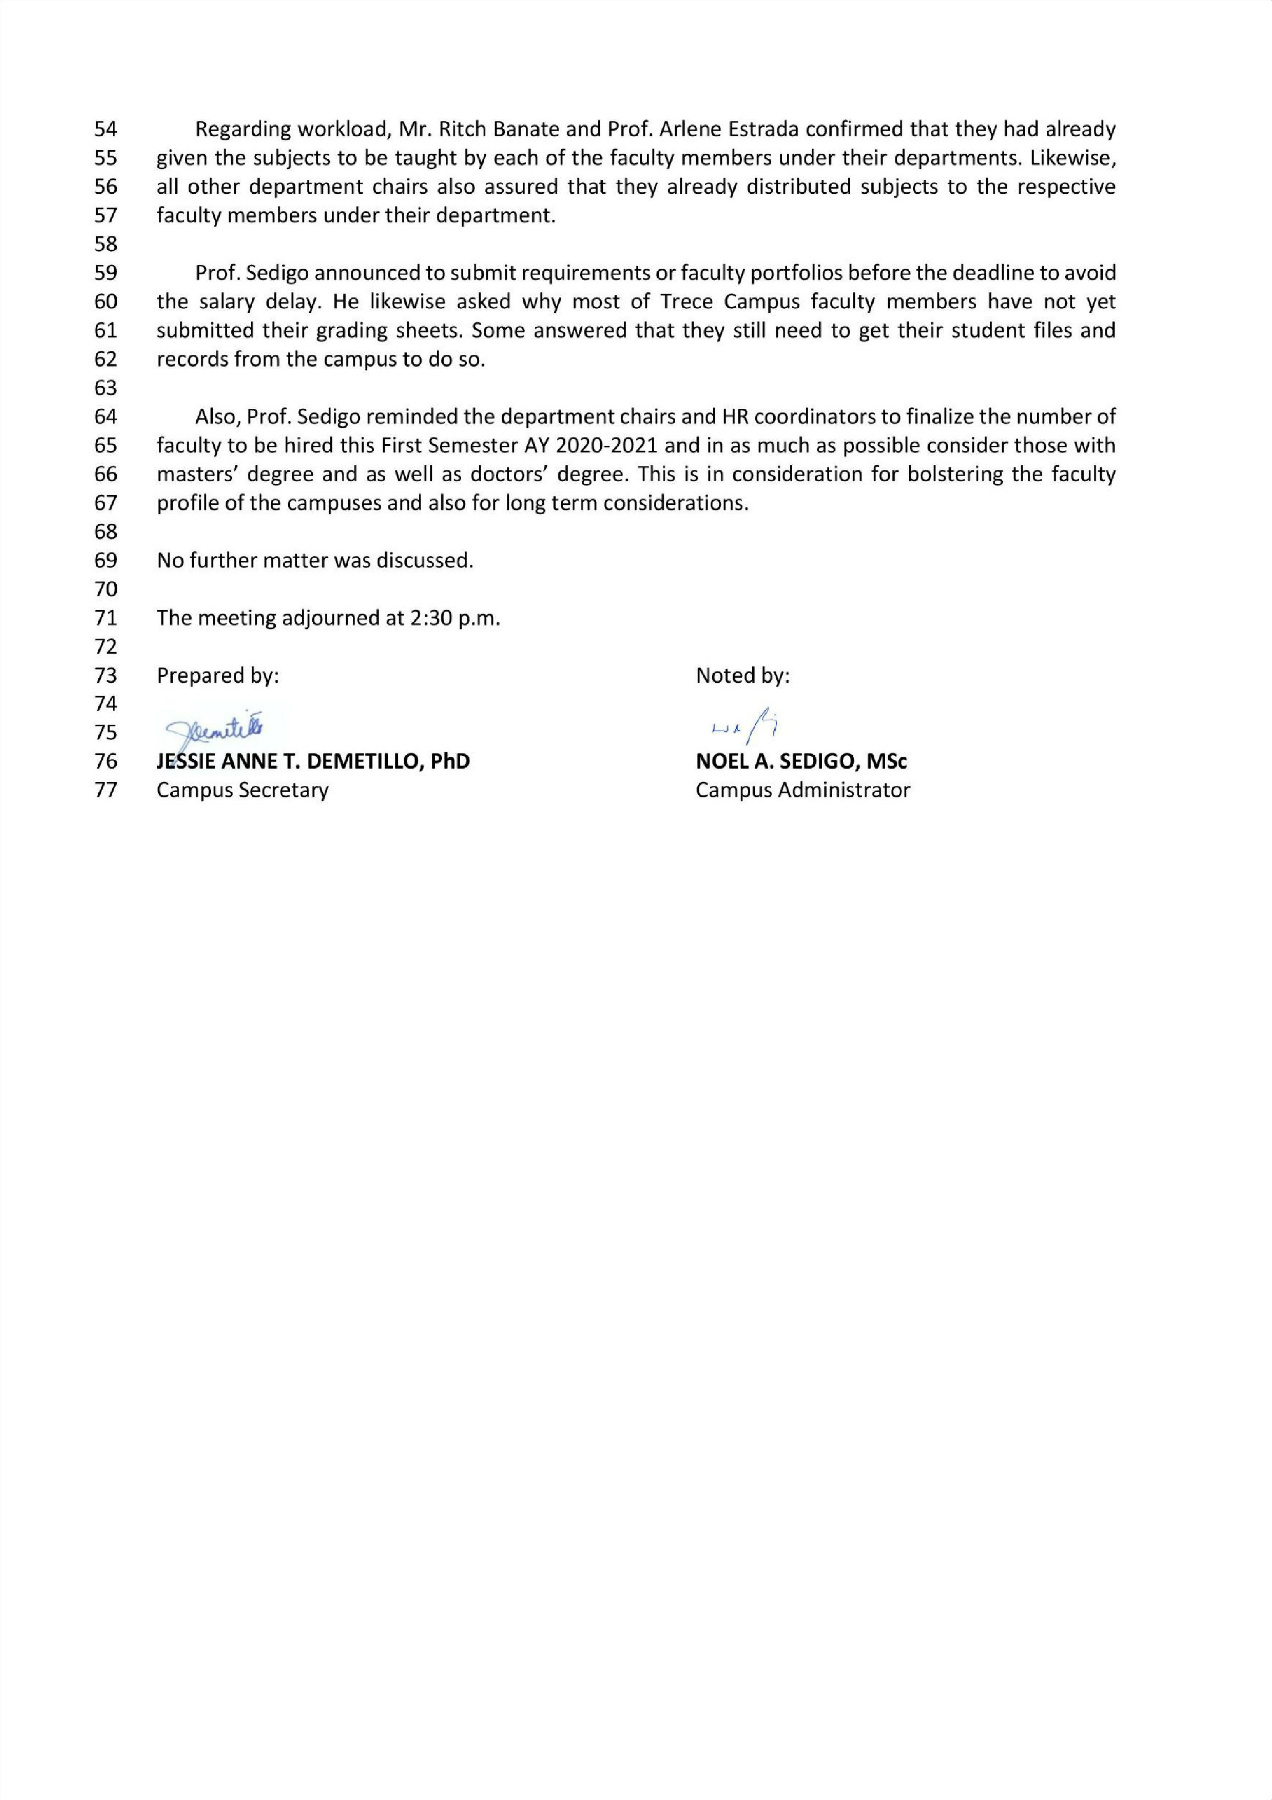 54 Regarding workload, Mr. Ritch Banate and Prof. Arlene Estrada confirmed that they had already
55 given the subjects to be taught by each of the faculty members under their departments. Likewise,
56 all other department chairs also assured that they already distributed subjects to the respective
57 faculty members under their department.
58
59 Prof. Sedigo announced to submit requirements or faculty portfolios before the deadline to avoid
60 the salary delay. He likewise asked why most of Trece Campus faculty members have not yet
61 submitted their grading sheets. Some answered that they still need to get their student files and
62 records from the campus to do so.
63
64 Also, Prof. Sedigo reminded the department chairs and HR coordinators to finalize the number of
65 faculty to be hired this First Semester AY 2020-2021 and in as much as possible consider those with
66 masters’ degree and as well as doctors’ degree. This is in consideration for bolstering the faculty
67 profile of the campuses and also for long term considerations.
68
69 No further matter was discussed.
70
71 The meeting adjourned at 2:30 p.m.
72
73 Prepared by: Noted by:
74
75 JDemetillo
76 JESSIE ANNE T. DEMETILLO, PhD NOEL A. SEDIGO, MSc
77 Campus Secretary Campus Administrator